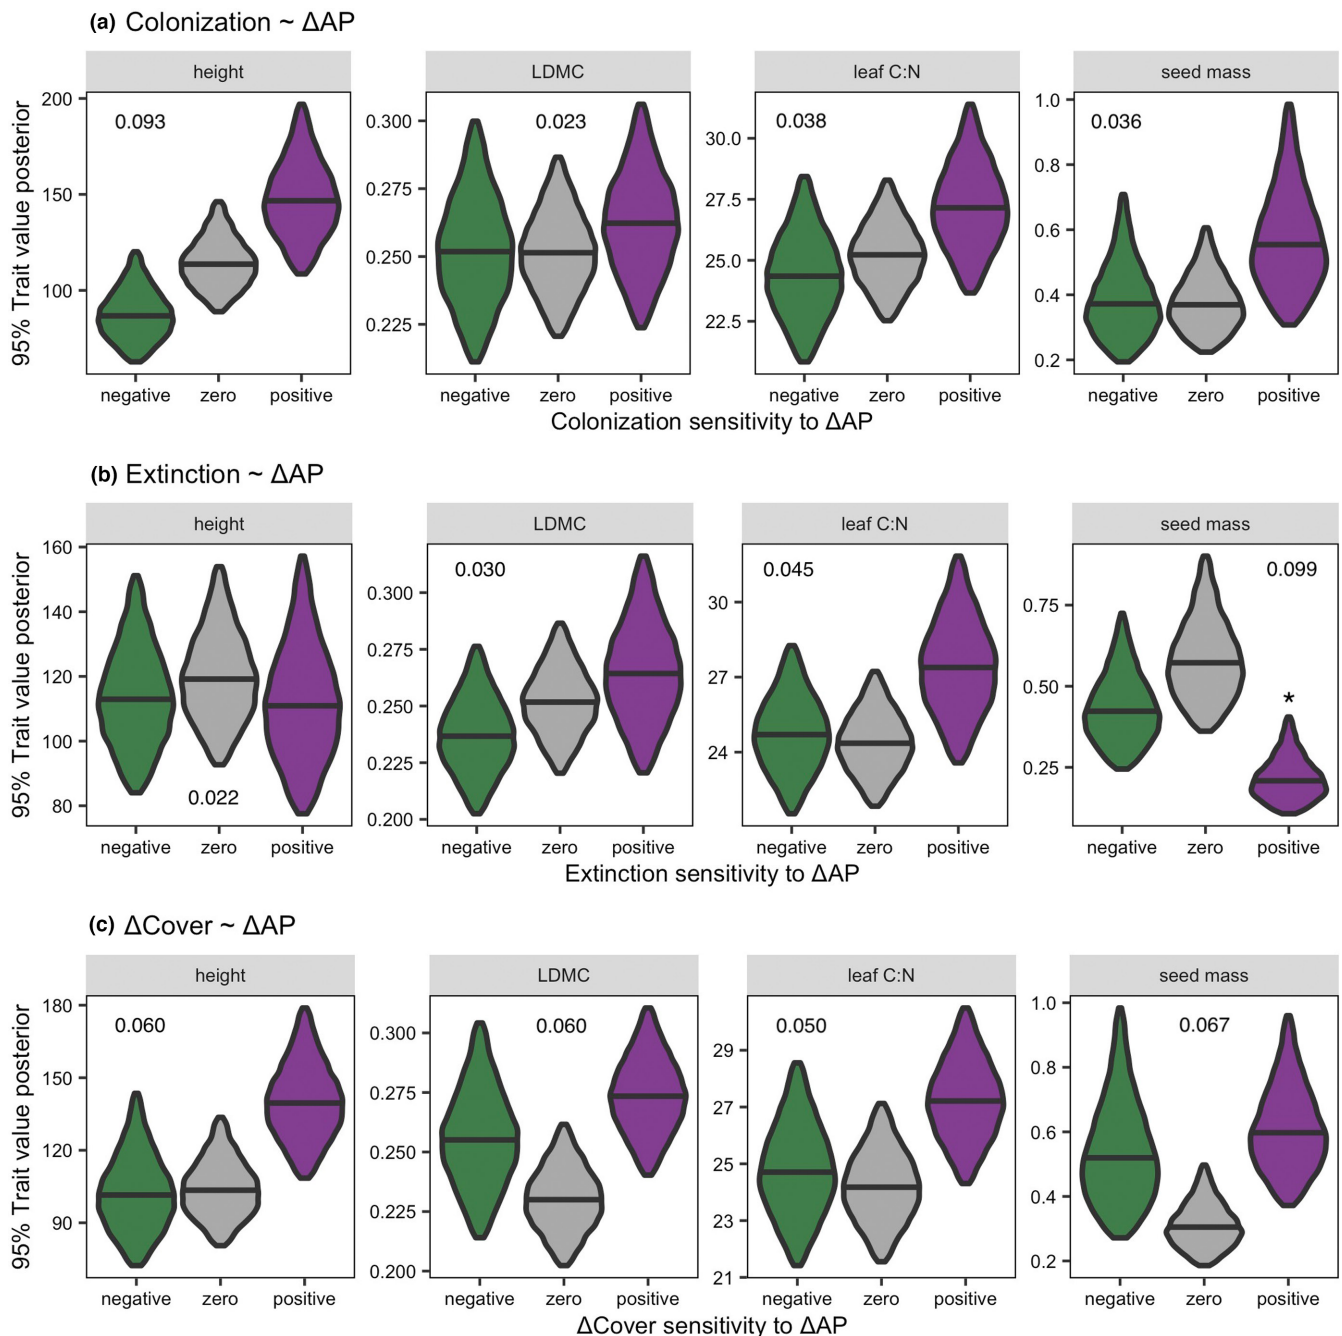 (a) Colonization ~ ΔAP
height LDMC leaf C:N seed mass
95% Trait value posterior
200
150
100
0.093
negative zero positive
0.300
0.275
0.250
0.225
0.023
negative zero positive
30.0
27.5
25.0
22.5
0.038
negative zero positive
1.0
0.8
0.6
0.4
0.2
0.036
negative zero positive
Colonization sensitivity to ΔAP
(b) Extinction ~ ΔAP
height LDMC leaf C:N seed mass
95% Trait value posterior
160
140
120
100
80
0.022
negative zero positive
0.300
0.275
0.250
0.225
0.200
0.030
negative zero positive
30
27
24
0.045
negative zero positive
0.75
0.50
0.25
0.099
*
negative zero positive
Extinction sensitivity to ΔAP
(c) ΔCover ~ ΔAP
height LDMC leaf C:N seed mass
95% Trait value posterior
180
150
120
90
0.060
negative zero positive
0.300
0.275
0.250
0.225
0.200
0.060
negative zero positive
29
27
25
23
21
0.050
negative zero positive
1.0
0.8
0.6
0.4
0.2
0.067
negative zero positive
ΔCover sensitivity to ΔAP